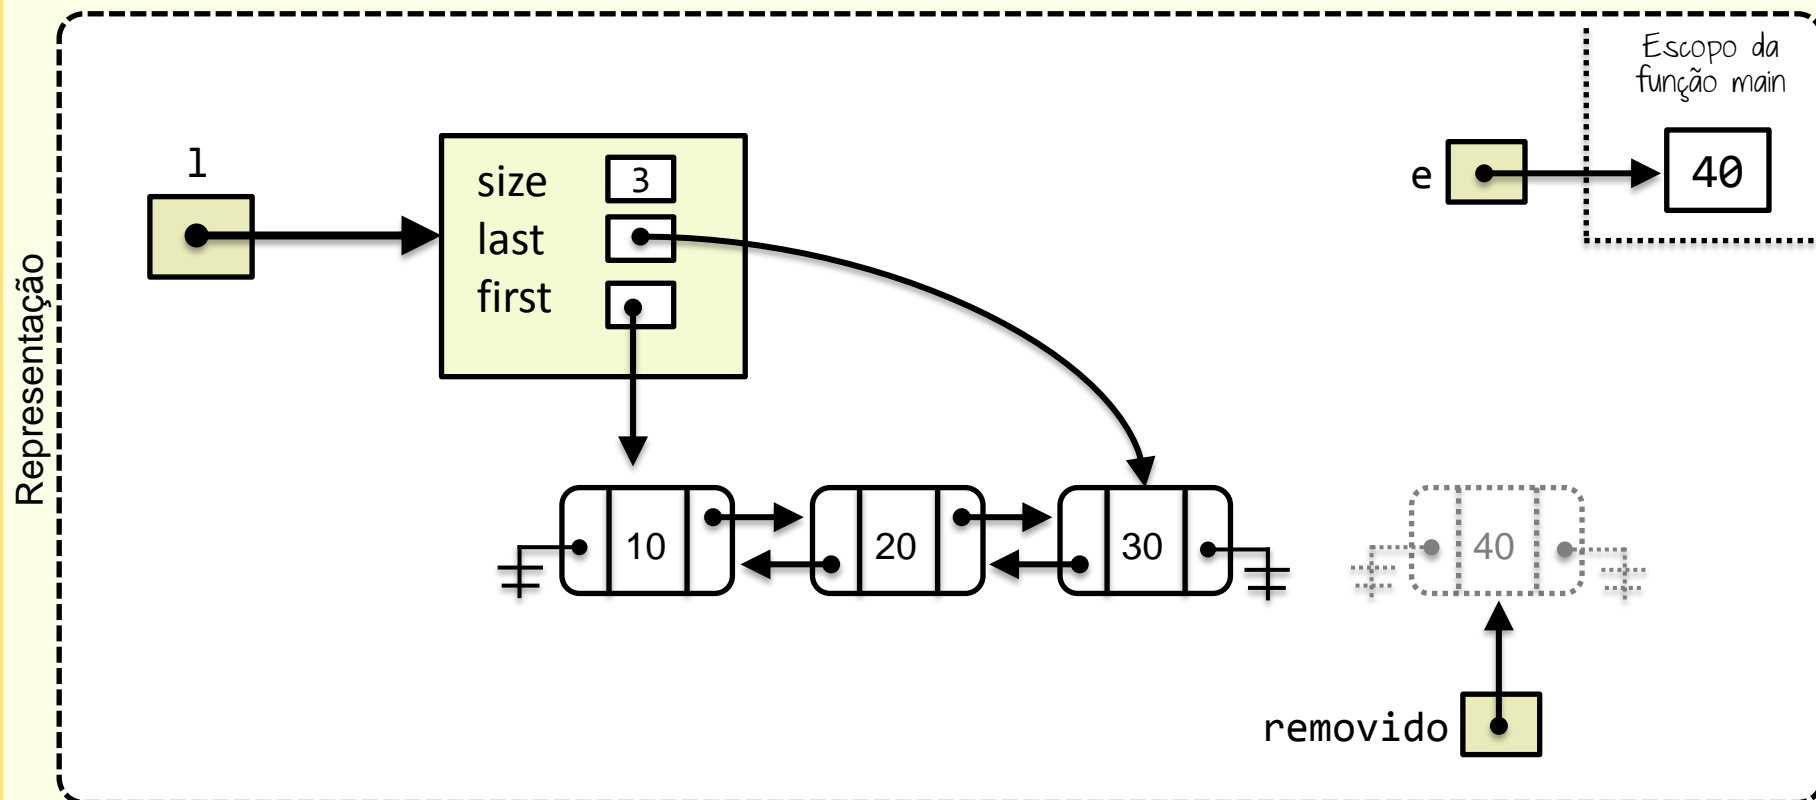 Representação
Escopo da
função main
l
size 3
last
first
e
40
10
20
30
40
removido